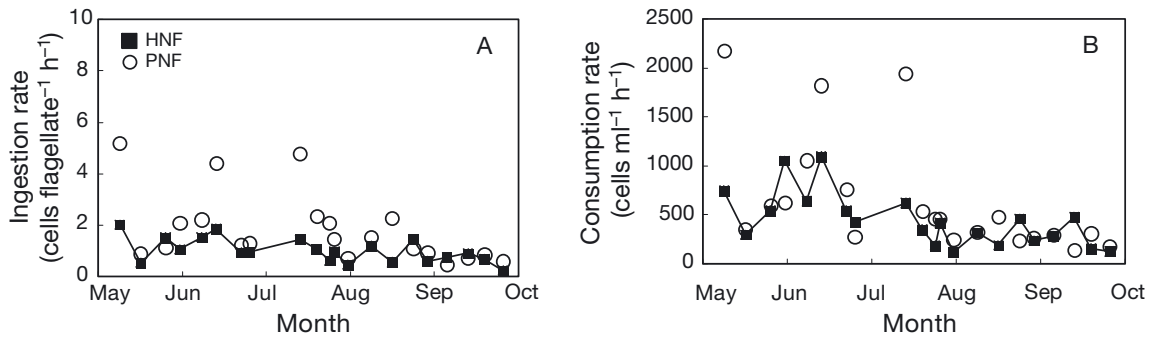 10
8
6
4
2
0
Ingestion rate
(cells flagellate⁻¹ h⁻¹)
HNF
PNF
A
May Jun Jul Aug Sep Oct
Month
2500
2000
1500
1000
500
0
Consumption rate
(cells ml⁻¹ h⁻¹)
B
May Jun Jul Aug Sep Oct
Month